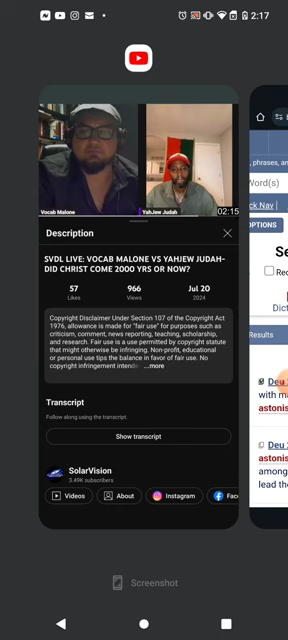 2:17
Vocab Malone
YahJew Judah
02:15
Description
SVDL LIVE: VOCAB MALONE VS YAHJEW JUDAH-
DID CHRIST COME 2000 YRS OR NOW?
57
966
Jul 20
Likes
Views
2024
Copyright Disclaimer Under Section 107 of the Copyright Act
1976, allowance is made for "fair use" for purposes such as
criticism, comment, news reporting, teaching, scholarship,
and research. Fair use is a use permitted by copyright statute
that might otherwise be infringing. Non-profit, educational
or personal use tips the balance in favor of fair use. No
copyright infringement intende ...more
Transcript
Follow along using the transcript.
Show transcript
SolarVision
3.49K subscribers
Videos
About
Instagram
Fac
, phrases, an
Word(s)
ck Nav
OPTIONS
Se
Rec
Dict
Results
Deu
with ma
astonis
Deu
astonis
among
lead the
Screenshot